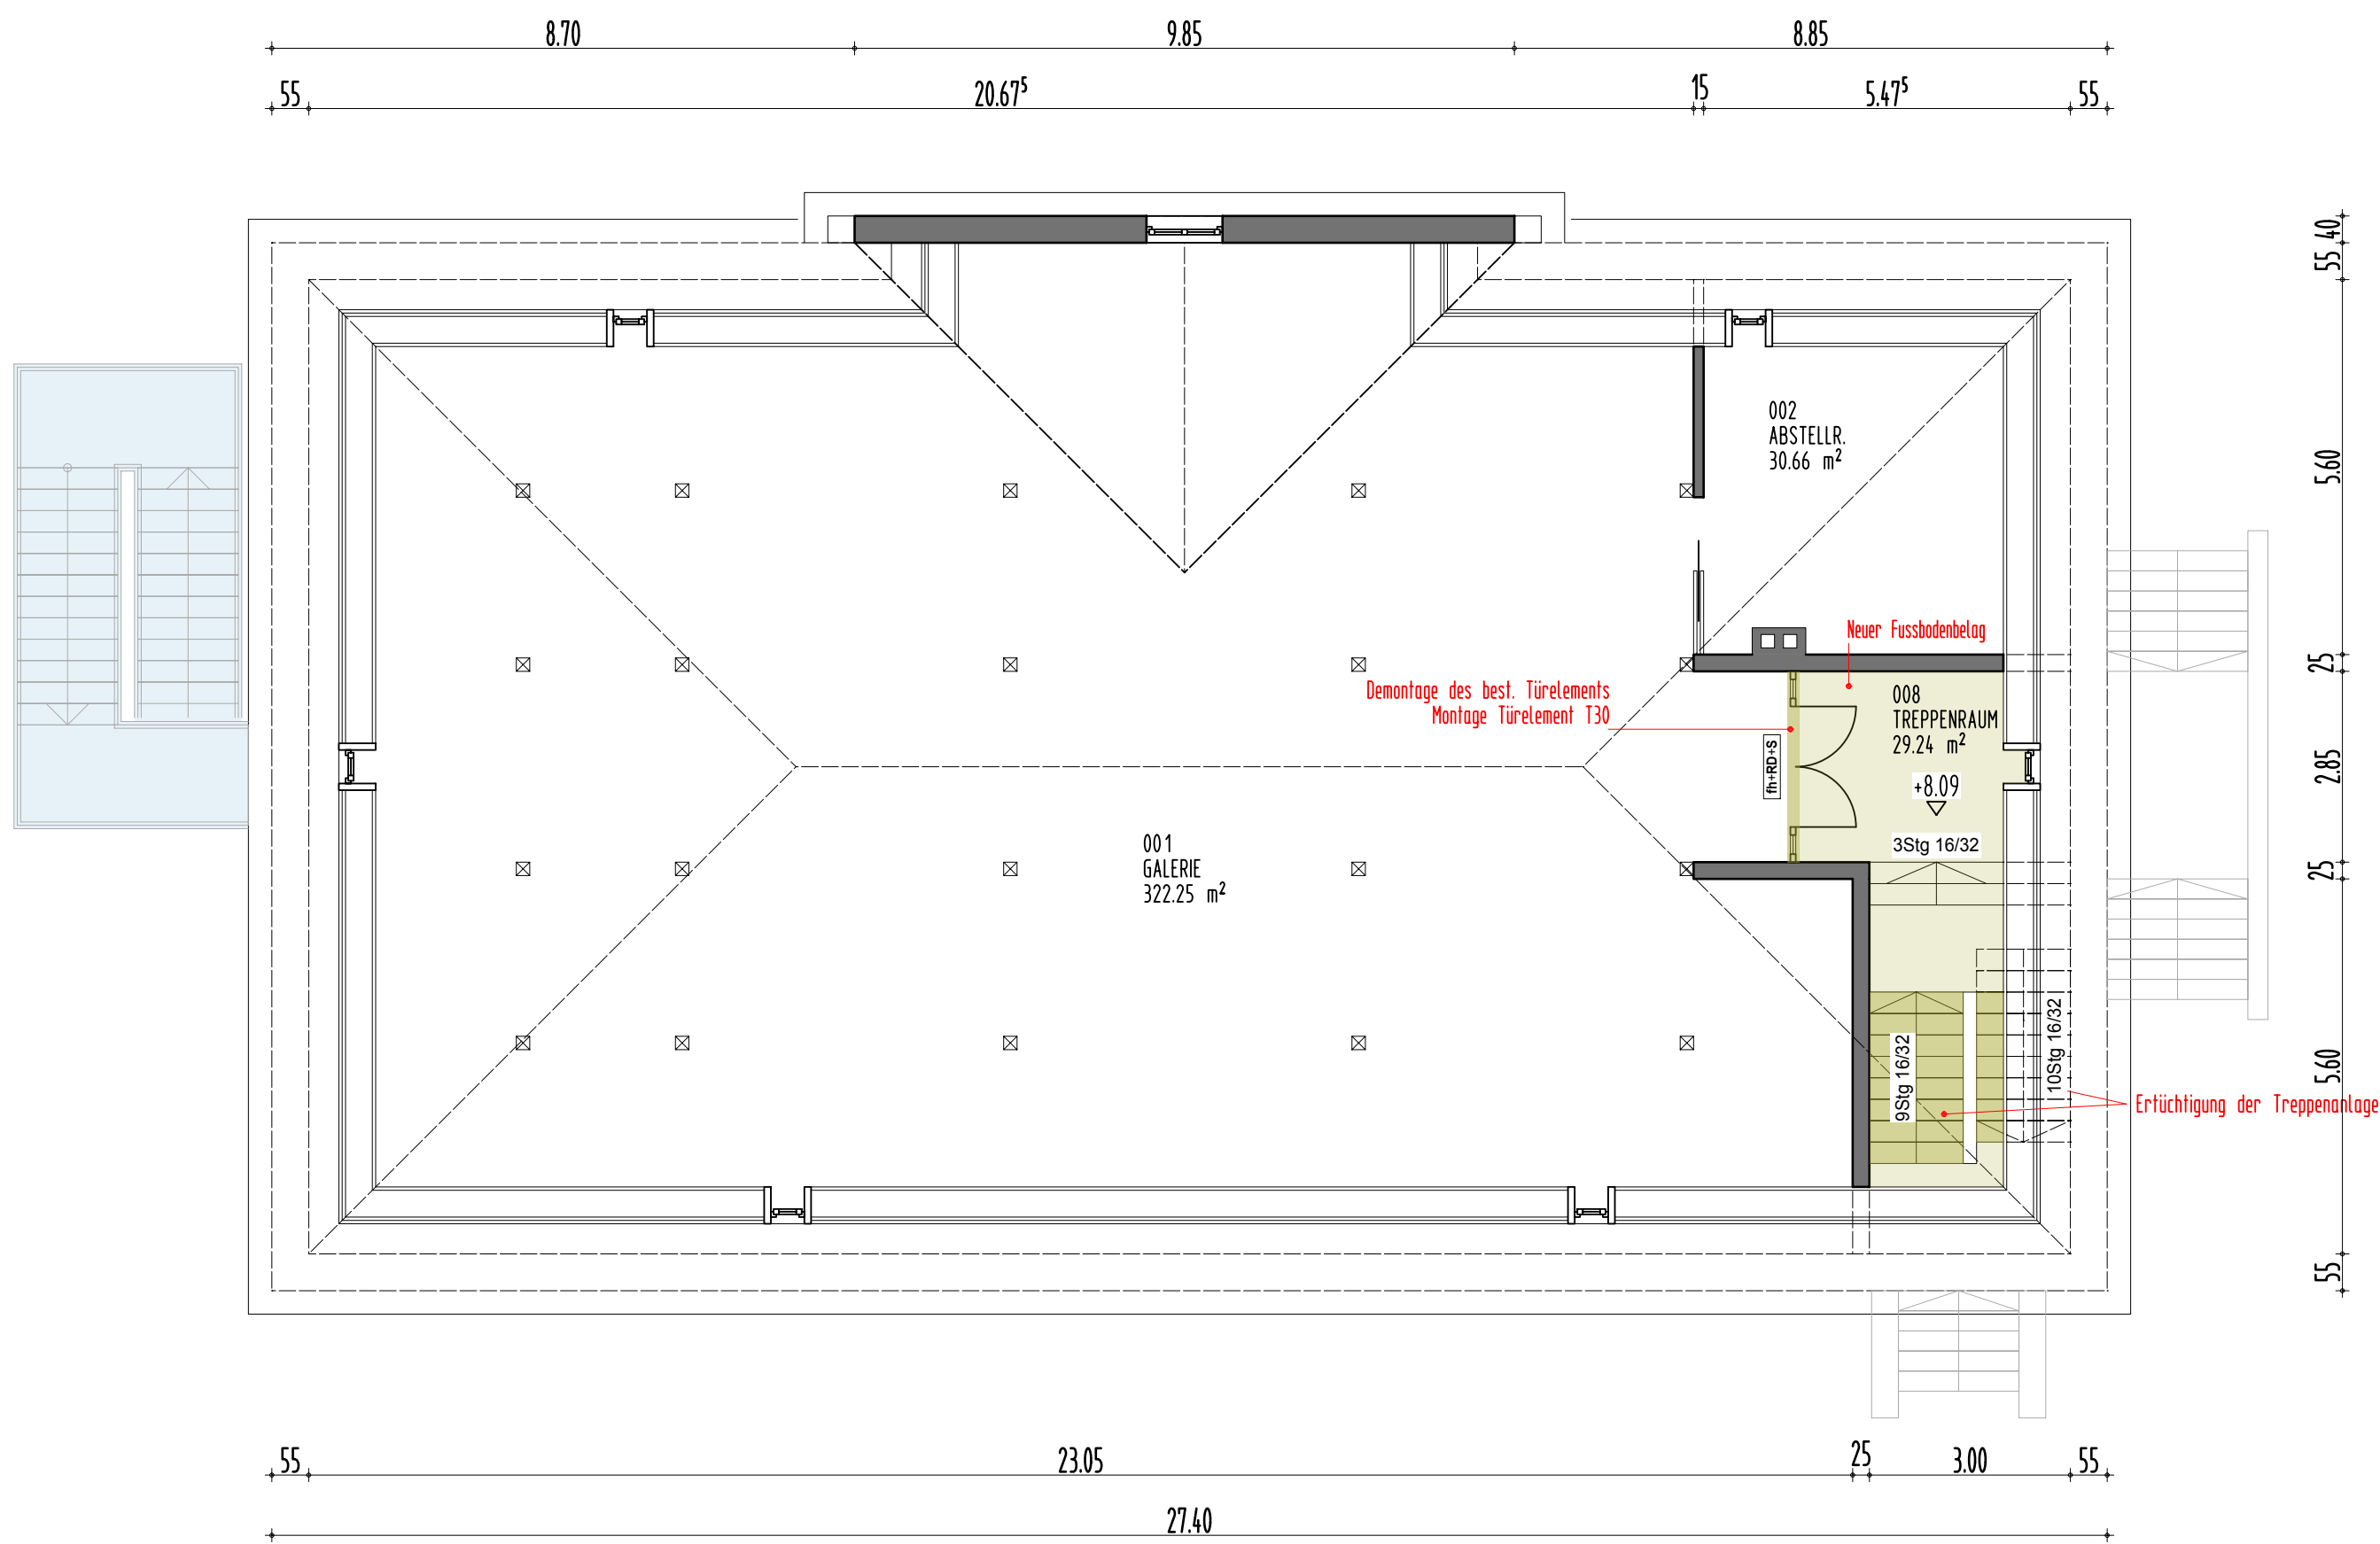 8.70 9.85 8.85
55 20.67⁵ 15 5.47⁵ 55
40
55
002
ABSTELLR.
30.66 m²
5.60
Neuer Fussbodenbelag
25
Demontage des best. Türelements
Montage Türelement T30
008
TREPPENRAUM
29.24 m²
fh+RD+S
+8.09
2.85
3Stg 16/32
001
GALERIE
322.25 m²
25
9Stg 16/32
10Stg 16/32
5.60
Ertüchtigung der Treppenanlage
55
55 23.05 25 3.00 55
27.40